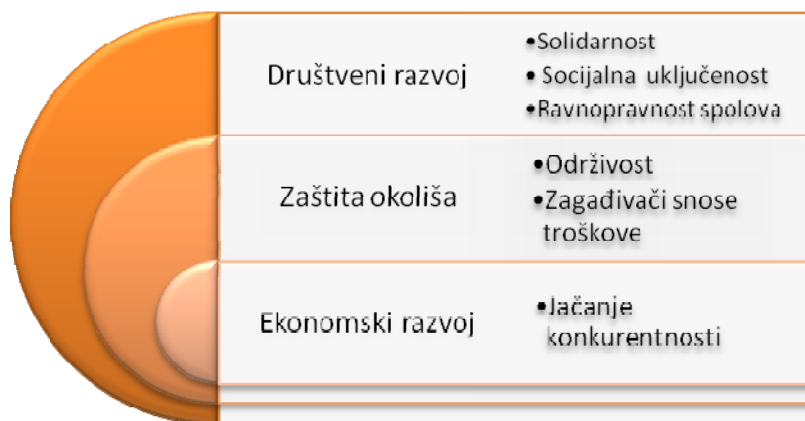 Društveni razvoj
•Solidarnost
• Socijalna uključenost
•Ravnopravnost spolova
Zaštita okoliša
•Održivost
•Zagađivači snose
troškove
Ekonomski razvoj
•Jačanje
konkurentnosti